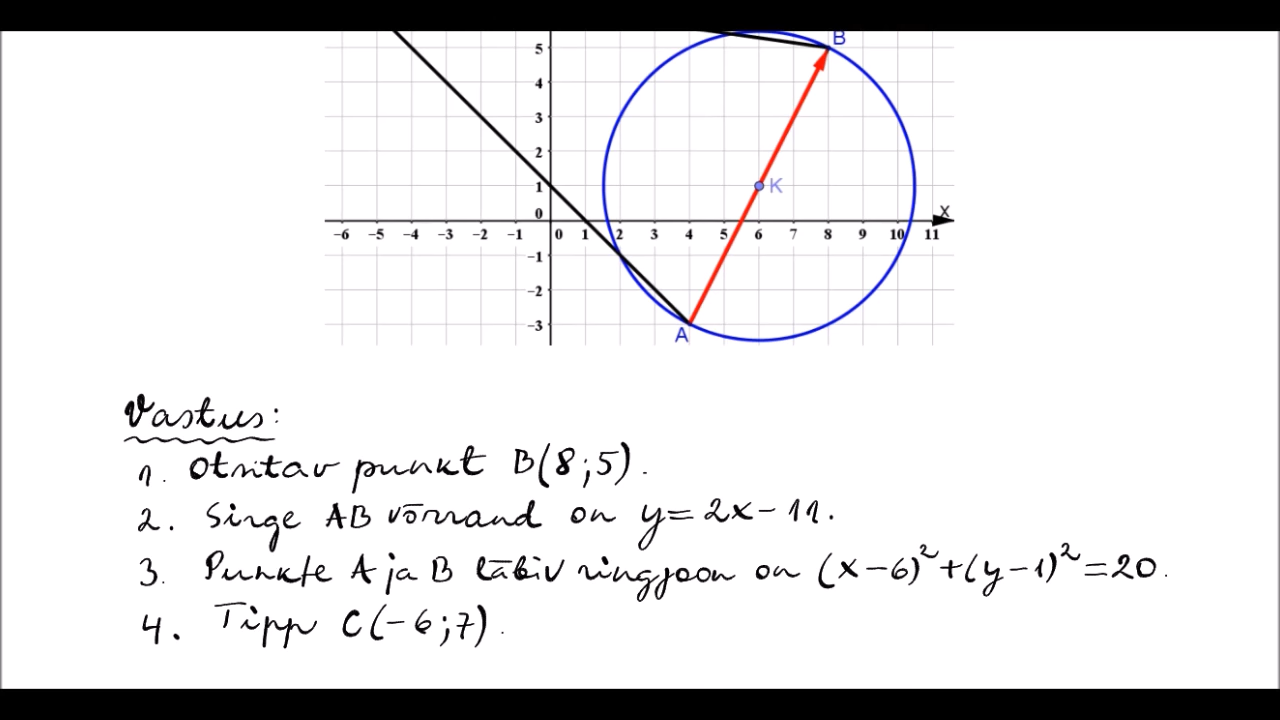 5
B
4
3
2
1
K
0
x
−6 −5 −4 −3 −2 −1 0 1 2 3 4 5 6 7 8 9 10 11
−1
−2
−3
A
Vastus:
1. Otsitav punkt B(8;5).
2. Sirge AB võrrand on y=2x-11.
3. Punkte A ja B läbiv ringjoon on (x-6)²+(y-1)²=20.
4. Tipp C(-6;7).